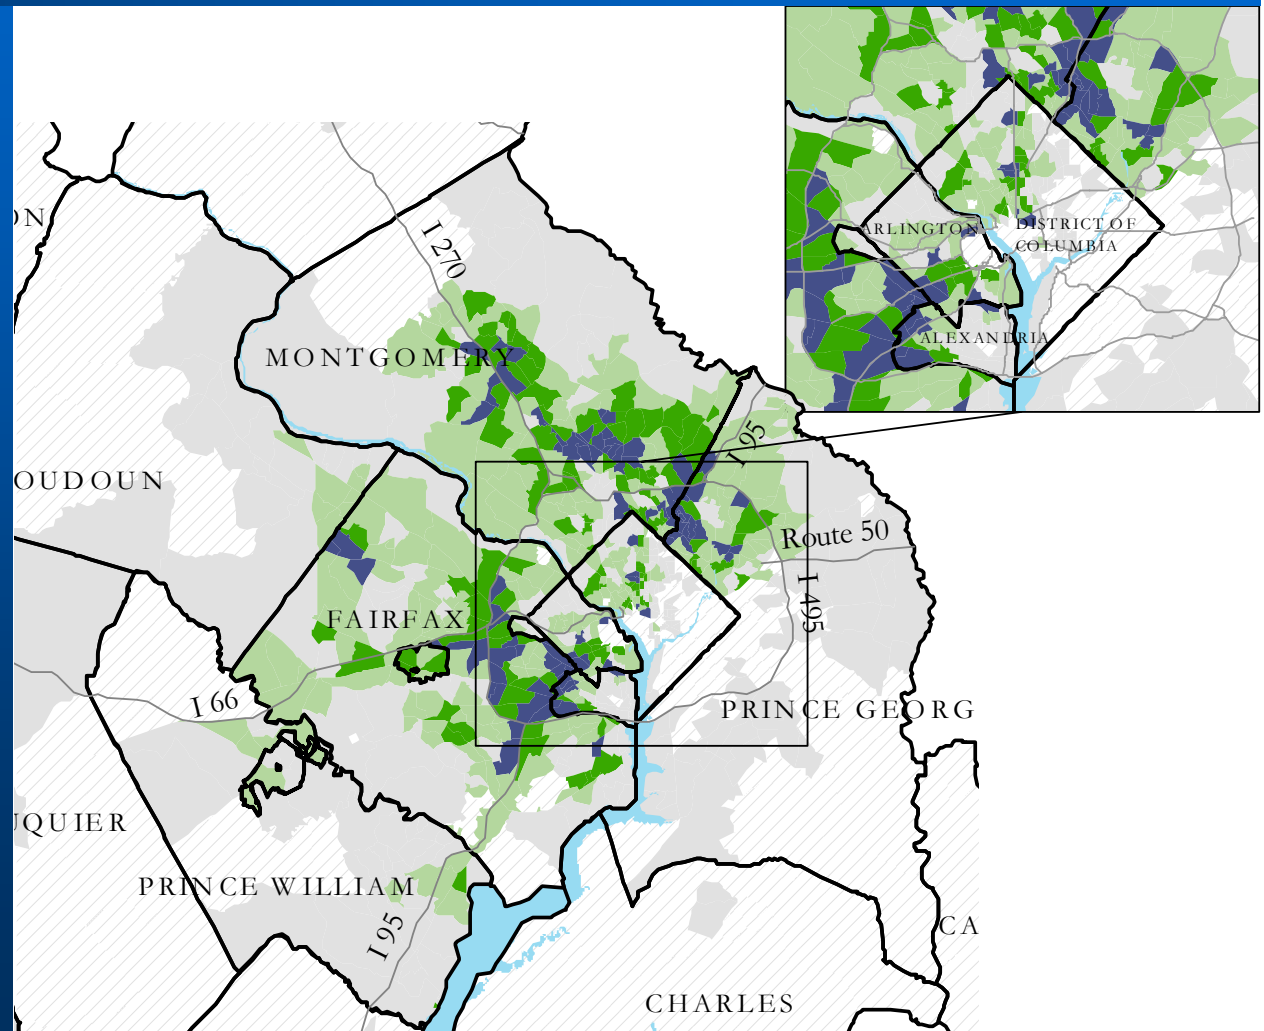 ARLINGTON
DISTRICT OF
COLUMBIA
ALEXANDRIA
ON
I 270
MONTGOMERY
I 95
OUDOUN
Route 50
I 495
FAIRFAX
I 66
PRINCE GEORG
UQUIER
PRINCE WILLIAM
I 95
CA
CHARLES